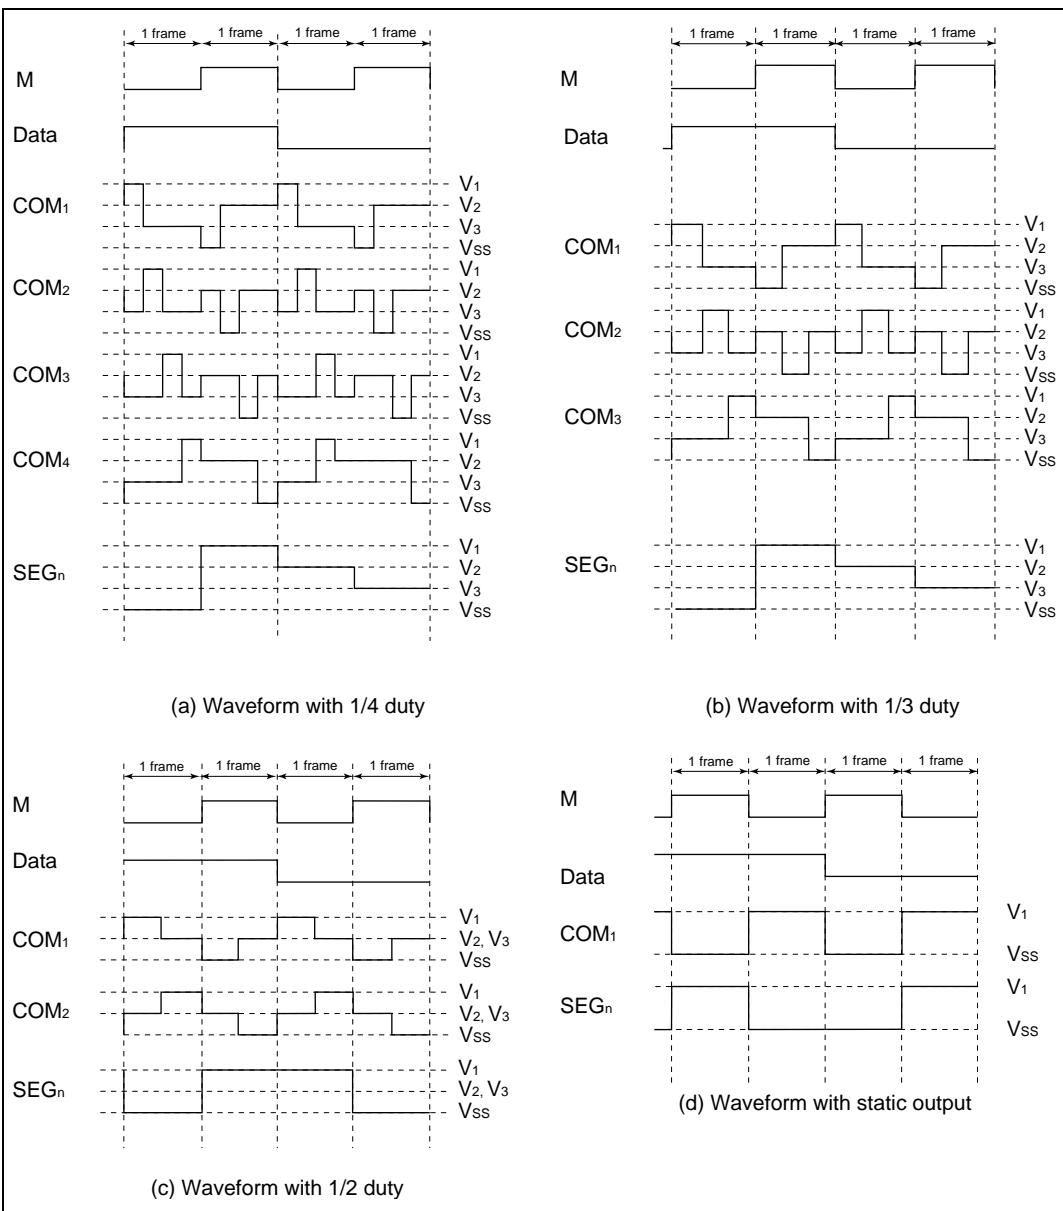 1 frame 1 frame 1 frame 1 frame
M
Data
COM1
V1
V2
V3
VSS
COM2
V1
V2
V3
VSS
COM3
V1
V2
V3
VSS
COM4
V1
V2
V3
VSS
SEGn
V1
V2
V3
VSS
(a) Waveform with 1/4 duty
1 frame 1 frame 1 frame 1 frame
M
Data
COM1
V1
V2
V3
VSS
COM2
V1
V2
V3
VSS
COM3
V1
V2
V3
VSS
SEGn
V1
V2
V3
VSS
(b) Waveform with 1/3 duty
1 frame 1 frame 1 frame 1 frame
M
Data
COM1
V1
V2, V3
VSS
COM2
V1
V2, V3
VSS
SEGn
V1
V2, V3
VSS
(c) Waveform with 1/2 duty
1 frame 1 frame 1 frame 1 frame
M
Data
COM1
V1
VSS
SEGn
V1
VSS
(d) Waveform with static output